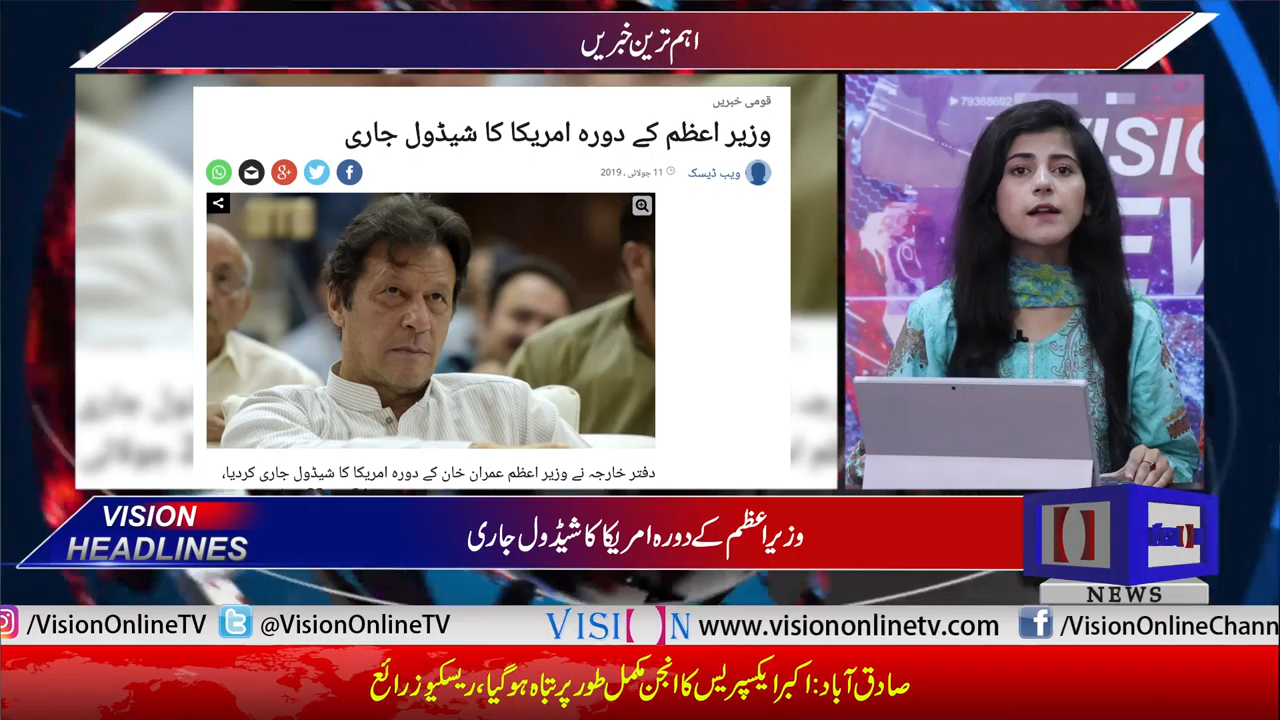 اہم ترین خبریں
قومی خبریں
وزیر اعظم کے دورہ امریکا کا شیڈول جاری
ویب ڈیسک
11 جولائی ، 2019
دفتر خارجہ نے وزیر اعظم عمران خان کے دورہ امریکا کا شیڈول جاری کردیا،
79368692
VISION
HEADLINES
وزیراعظم کے دورہ امریکا کا شیڈول جاری
NEWS
/VisionOnlineTV
@VisionOnlineTV
VISION
www.visiononlinetv.com
/VisionOnlineChann
صادق آباد: اکبر ایکسپریس کا انجن مکمل طور پر تباہ ہوگیا، ریسکیو زرائع